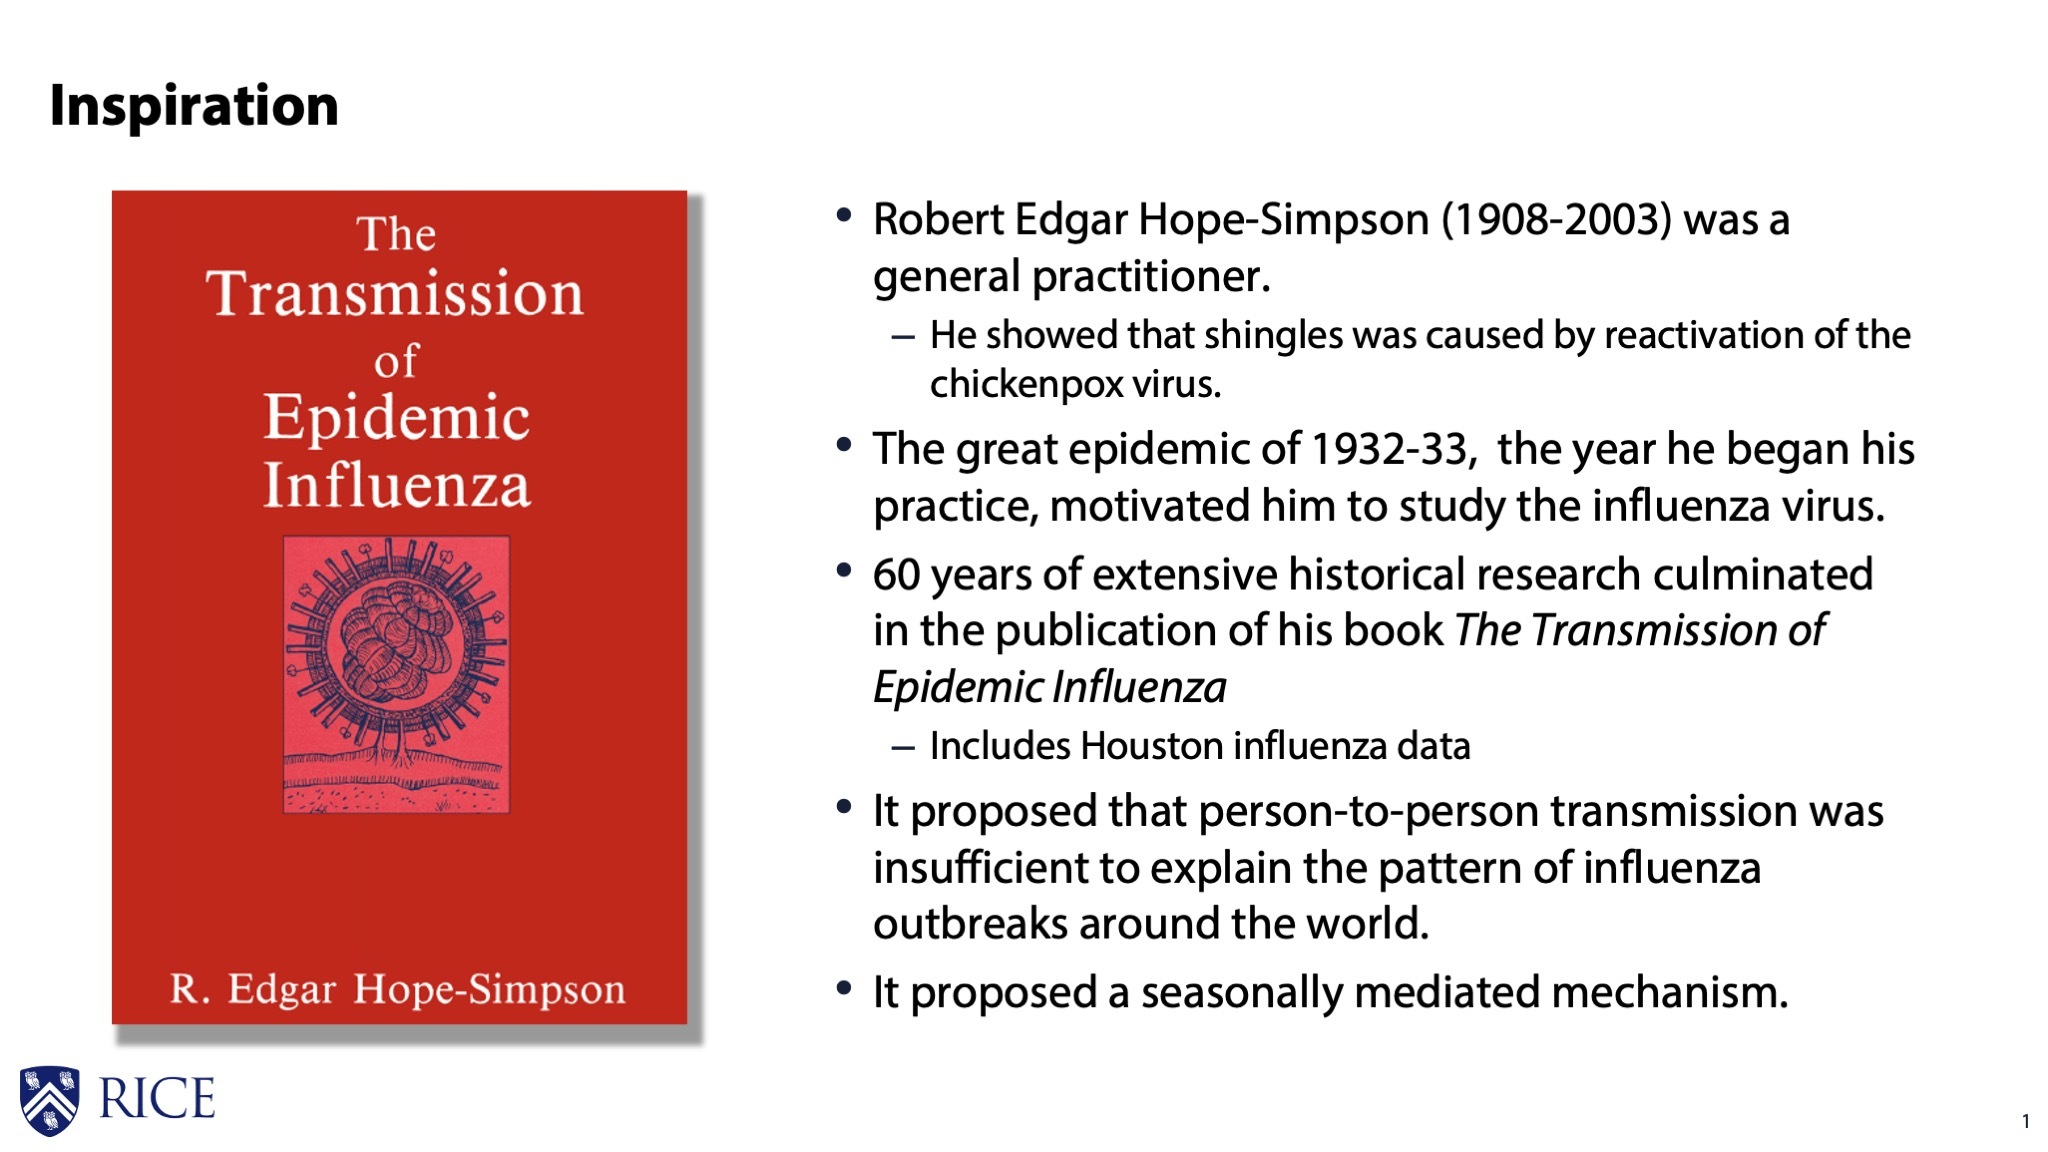 Inspiration
The
Transmission
of
Epidemic
Influenza
R. Edgar Hope-Simpson
• Robert Edgar Hope-Simpson (1908-2003) was a
general practitioner.
– He showed that shingles was caused by reactivation of the
chickenpox virus.
• The great epidemic of 1932-33,  the year he began his
practice, motivated him to study the influenza virus.
• 60 years of extensive historical research culminated
in the publication of his book The Transmission of
Epidemic Influenza
– Includes Houston influenza data
• It proposed that person-to-person transmission was
insufficient to explain the pattern of influenza
outbreaks around the world.
• It proposed a seasonally mediated mechanism.
RICE
1